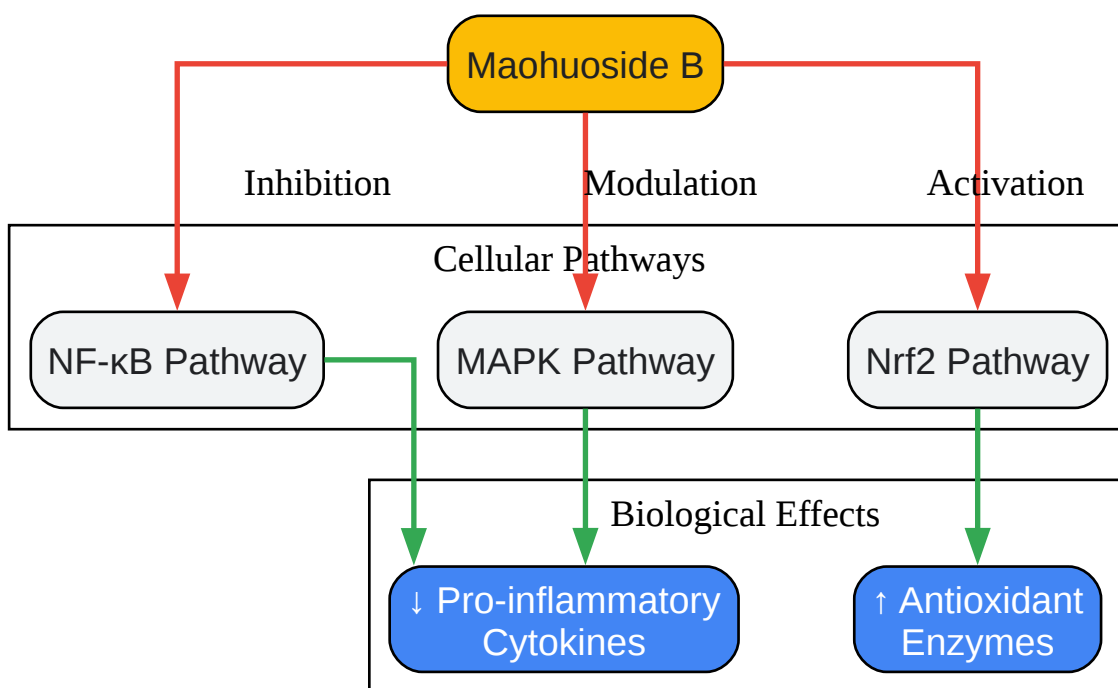 Maohuoside B
Inhibition
Modulation
Activation
Cellular Pathways
NF-κB Pathway
MAPK Pathway
Nrf2 Pathway
Biological Effects
↓ Pro-inflammatory
Cytokines
↑ Antioxidant
Enzymes